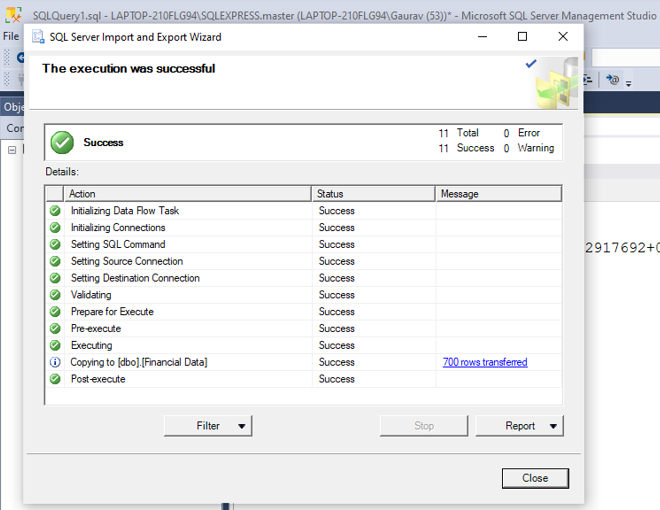 SQLQuery1.sql - LAPTOP-210FLG94\SQLEXPRESS.master (LAPTOP-210FLG94\Gaurav (53))* - Microsoft SQL Server Management Studio
File
SQL Server Import and Export Wizard
The execution was successful
Obje
Con
Success
11 Total 0 Error
11 Success 0 Warning
Details:
Action Status Message
Initializing Data Flow Task Success
Initializing Connections Success
Setting SQL Command Success
Setting Source Connection Success
Setting Destination Connection Success
Validating Success
Prepare for Execute Success
Pre-execute Success
Executing Success
Copying to [dbo].[Financial Data] Success 700 rows transferred
Post-execute Success
2917692+0
Filter Stop Report
Close